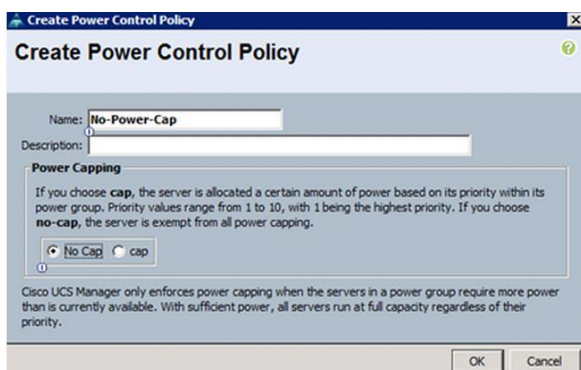 Create Power Control Policy
Create Power Control Policy
Name: No-Power-Cap
Description:
Power Capping
If you choose cap, the server is allocated a certain amount of power based on its priority within its
power group. Priority values range from 1 to 10, with 1 being the highest priority. If you choose
no-cap, the server is exempt from all power capping.
No Cap cap
Cisco UCS Manager only enforces power capping when the servers in a power group require more power
than is currently available. With sufficient power, all servers run at full capacity regardless of their
priority.
OK Cancel